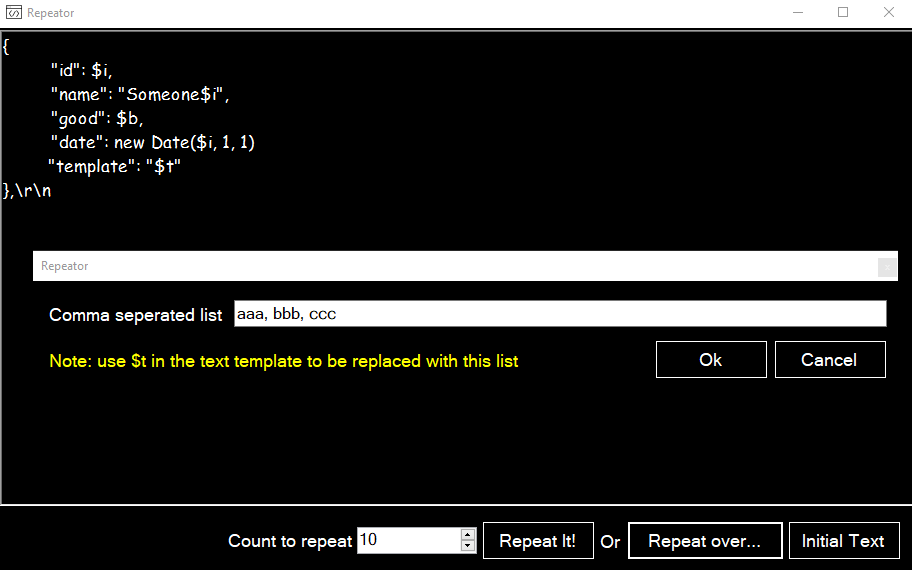 Repeator
{
"id": $i,
"name": "Someone$i",
"good": $b,
"date": new Date($i, 1, 1)
"template": "$t"
},\r\n
Repeator
x
Comma seperated list aaa, bbb, ccc
Note: use $t in the text template to be replaced with this list Ok Cancel
Count to repeat 10 Repeat It! Or Repeat over... Initial Text